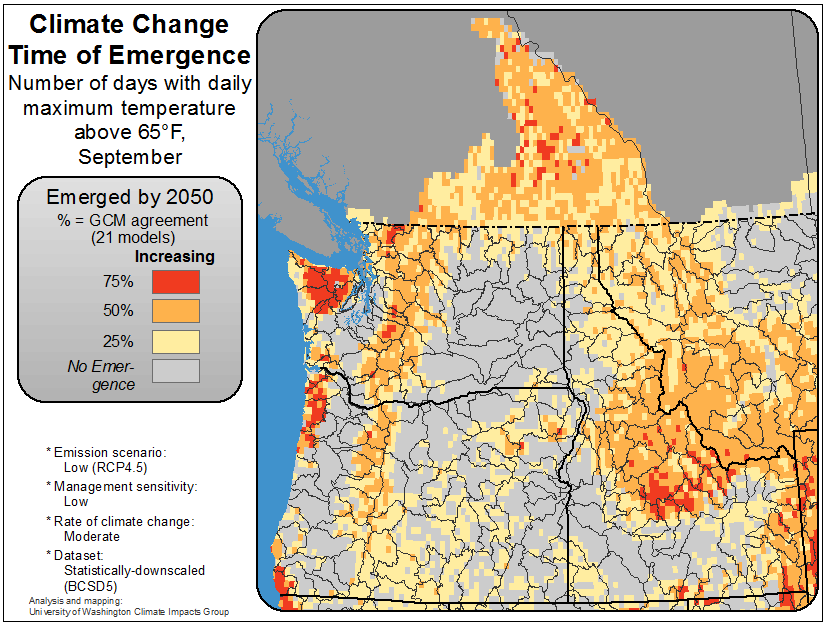 Climate Change
Time of Emergence
Number of days with daily
maximum temperature
above 65°F,
September
Emerged by 2050
% = GCM agreement
(21 models)
Increasing
75%
50%
25%
No Emer-
gence
* Emission scenario:
Low (RCP4.5)
* Management sensitivity:
Low
* Rate of climate change:
Moderate
* Dataset:
Statistically-downscaled
(BCSD5)
Analysis and mapping:
University of Washington Climate Impacts Group